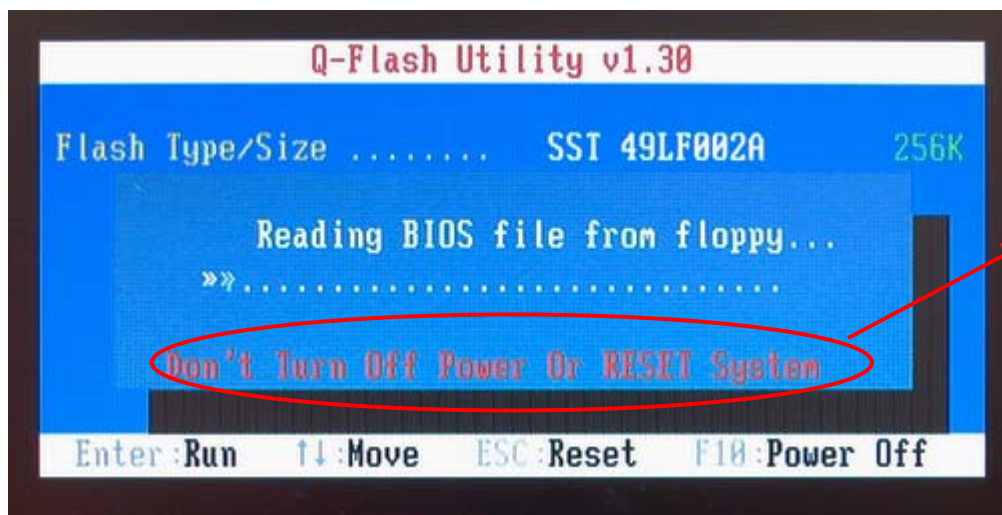 Q-Flash Utility v1.30
Flash Type/Size ........ SST 49LF002A 256K
Reading BIOS file from floppy...
»»................................
Don't Turn Off Power Or RESET System
Enter:Run ↑↓:Move ESC:Reset F10:Power Off